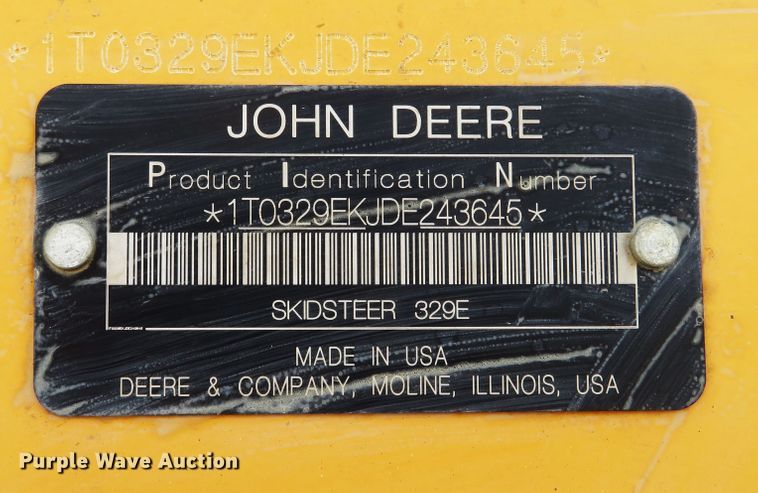 *1T0329EKJDE243645*
JOHN DEERE
Product Identification Number
*1T0329EKJDE243645*
SKIDSTEER 329E
MADE IN USA
DEERE & COMPANY, MOLINE, ILLINOIS, USA
Purple Wave Auction